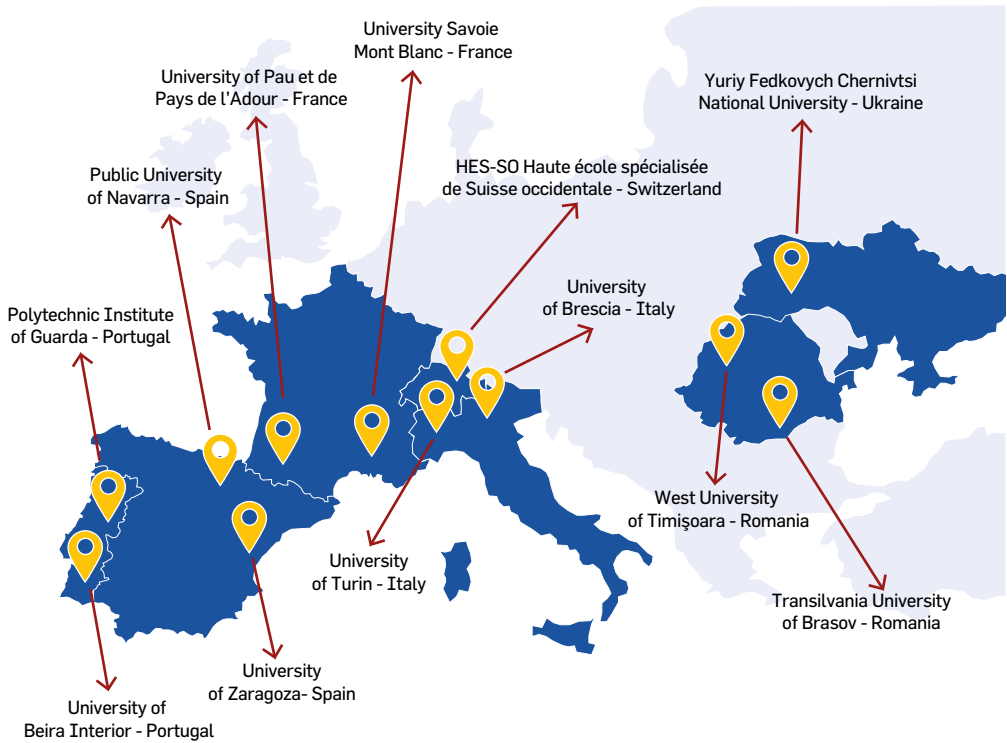 University Savoie
Mont Blanc - France
University of Pau et de
Pays de l'Adour - France
Yuriy Fedkovych Chernivtsi
National University - Ukraine
Public University
of Navarra - Spain
HES-SO Haute école spécialisée
de Suisse occidentale - Switzerland
University
of Brescia - Italy
Polytechnic Institute
of Guarda - Portugal
West University
of Timişoara - Romania
University
of Turin - Italy
Transilvania University
of Brasov - Romania
University
of Zaragoza- Spain
University of
Beira Interior - Portugal